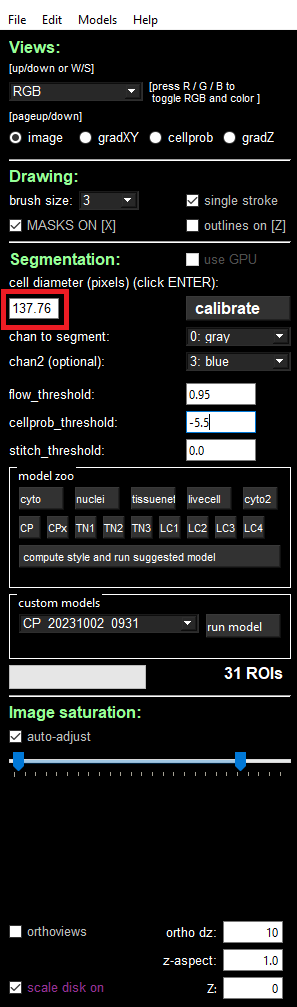 File Edit Models Help
Views:
[up/down or W/S]
RGB
[press R / G / B to
toggle RGB and color ]
[pageup/down]
image gradXY cellprob gradZ
Drawing:
brush size: 3 single stroke
MASKS ON [X] outlines on [Z]
Segmentation: use GPU
cell diameter (pixels) (click ENTER):
137.76 calibrate
chan to segment: 0: gray
chan2 (optional): 3: blue
flow_threshold: 0.95
cellprob_threshold: -5.5
stitch_threshold: 0.0
model zoo
cyto nuclei tissuenet livecell cyto2
CP CPx TN1 TN2 TN3 LC1 LC2 LC3 LC4
compute style and run suggested model
custom models
CP_20231002_0931 run model
31 ROIs
Image saturation:
auto-adjust
orthoviews ortho dz: 10
z-aspect: 1.0
scale disk on Z: 0